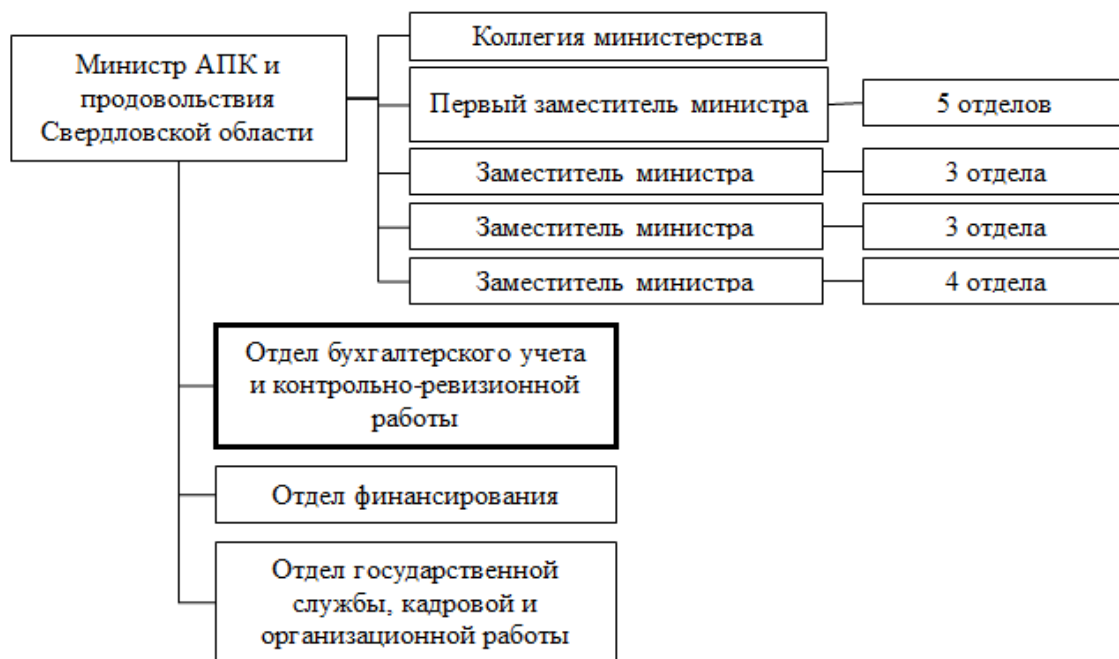 Министр АПК и
продовольствия
Свердловской области
Коллегия министерства
Первый заместитель министра
5 отделов
Заместитель министра
3 отдела
Заместитель министра
3 отдела
Заместитель министра
4 отдела
Отдел бухгалтерского учета
и контрольно-ревизионной
работы
Отдел финансирования
Отдел государственной
службы, кадровой и
организационной работы